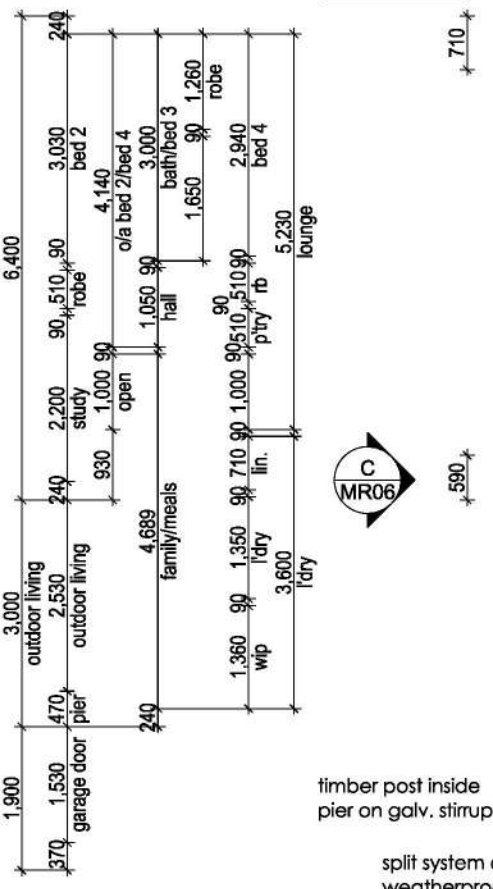 6,400
3,000
outdoor living
1,900
240
3,030
bed 2
90
510
robe
90
2,200
study
240
2,530
outdoor living
470
pier
1,530
garage door
370
4,140
o/a bed 2/bed 4
90
1,000
open
930
3,000
bath/bed 3
90
1,050
hall
4,689
family/meals
240
1,260
robe
90
1,650
2,940
bed 4
90
510
rb
90
510
p'try
90
1,000
90
710
lin.
90
1,350
l'dry
90
1,360
wip
5,230
lounge
3,600
l'dry
710
590
C
MR06
timber post inside
pier on galv. stirrup
split system